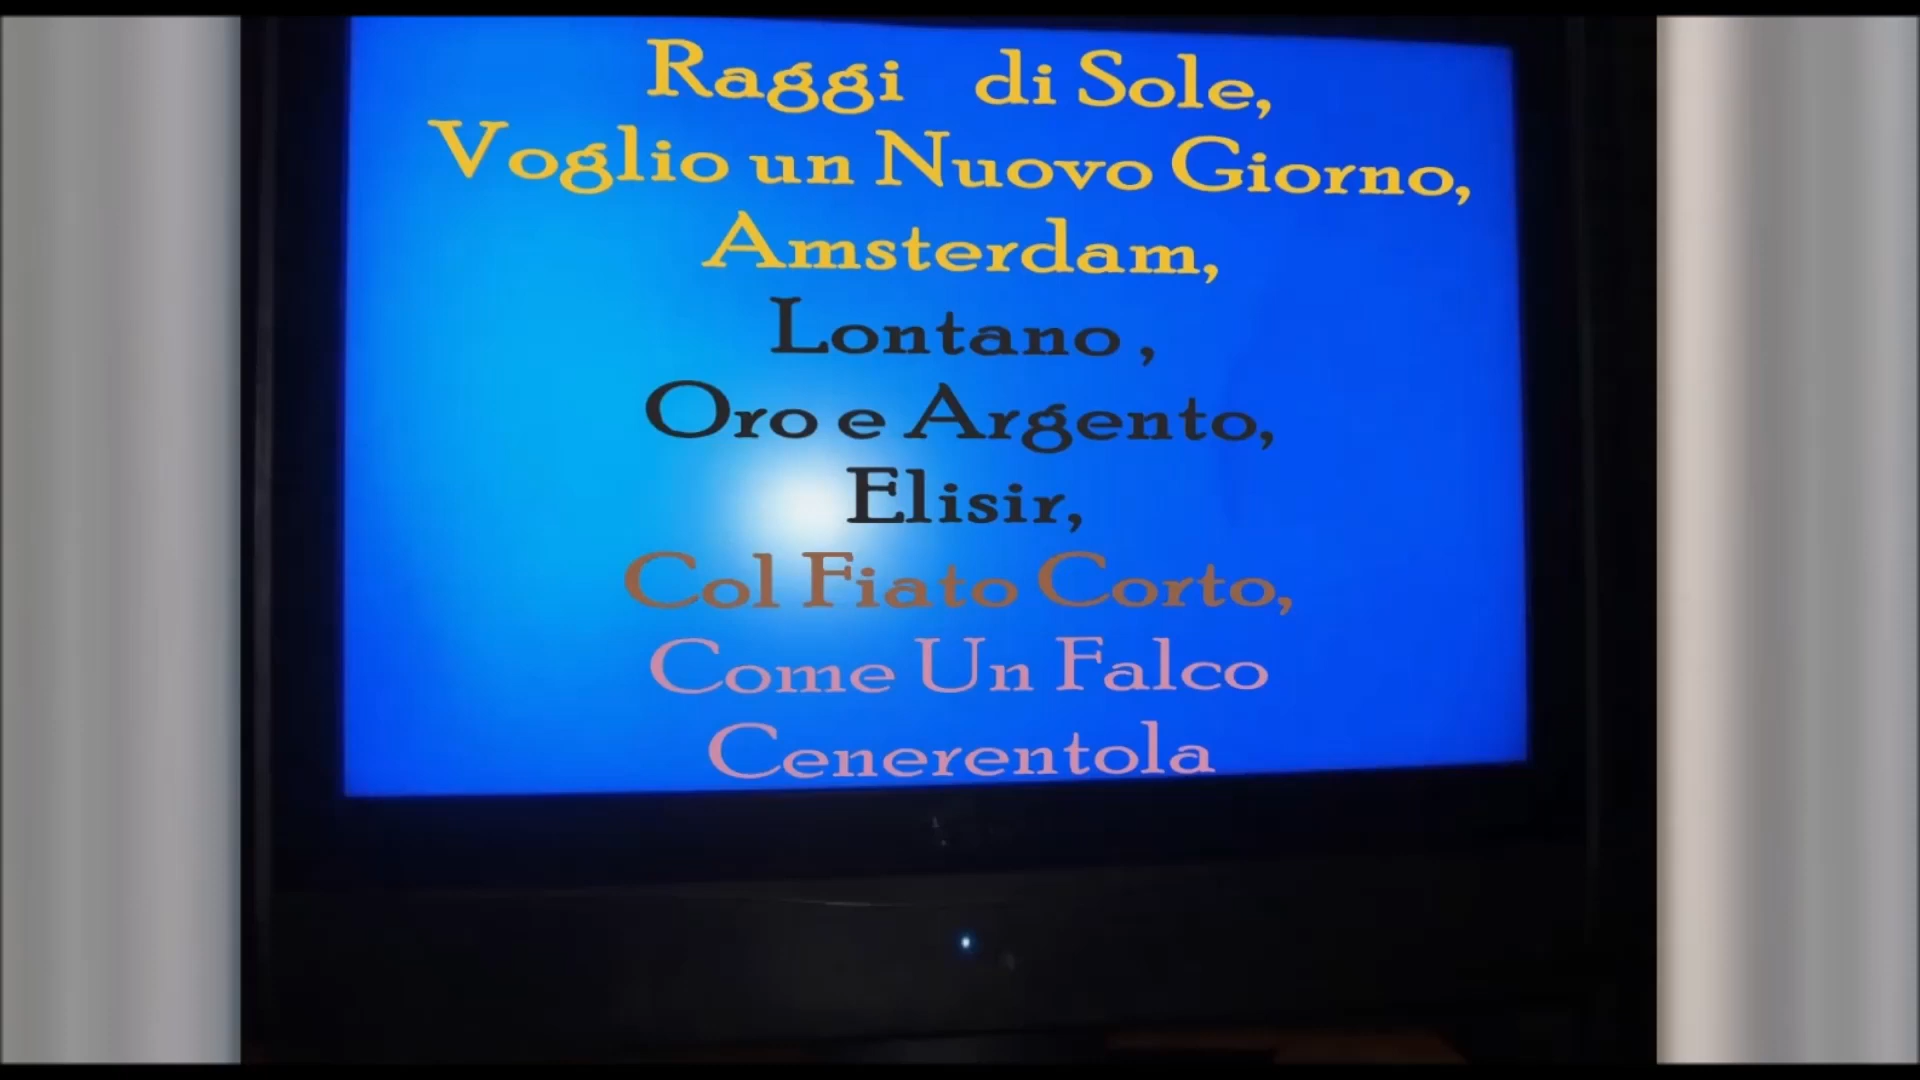 Raggi di Sole,
Voglio un Nuovo Giorno,
Amsterdam,
Lontano ,
Oro e Argento,
Elisir,
Col Fiato Corto,
Come Un Falco
Cenerentola